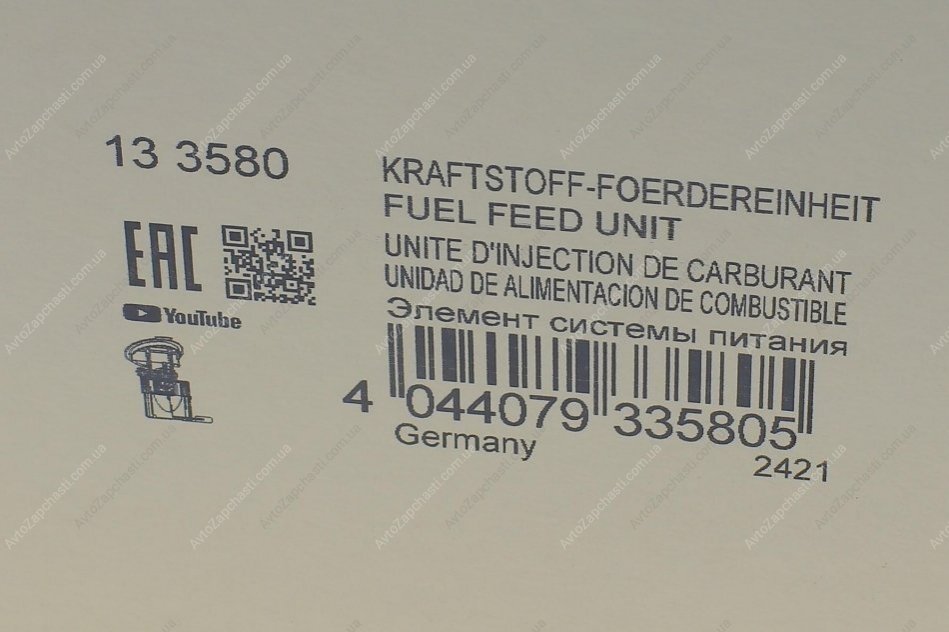 13 3580
KRAFTSTOFF-FOERDEREINHEIT
FUEL FEED UNIT
UNITE D'INJECTION DE CARBURANT
UNIDAD DE ALIMENTACION DE COMBUSTIBLE
Элемент системы питания
EAC
YouTube
4 044079 335805
Germany
2421
AvtoZapchasti.com.ua